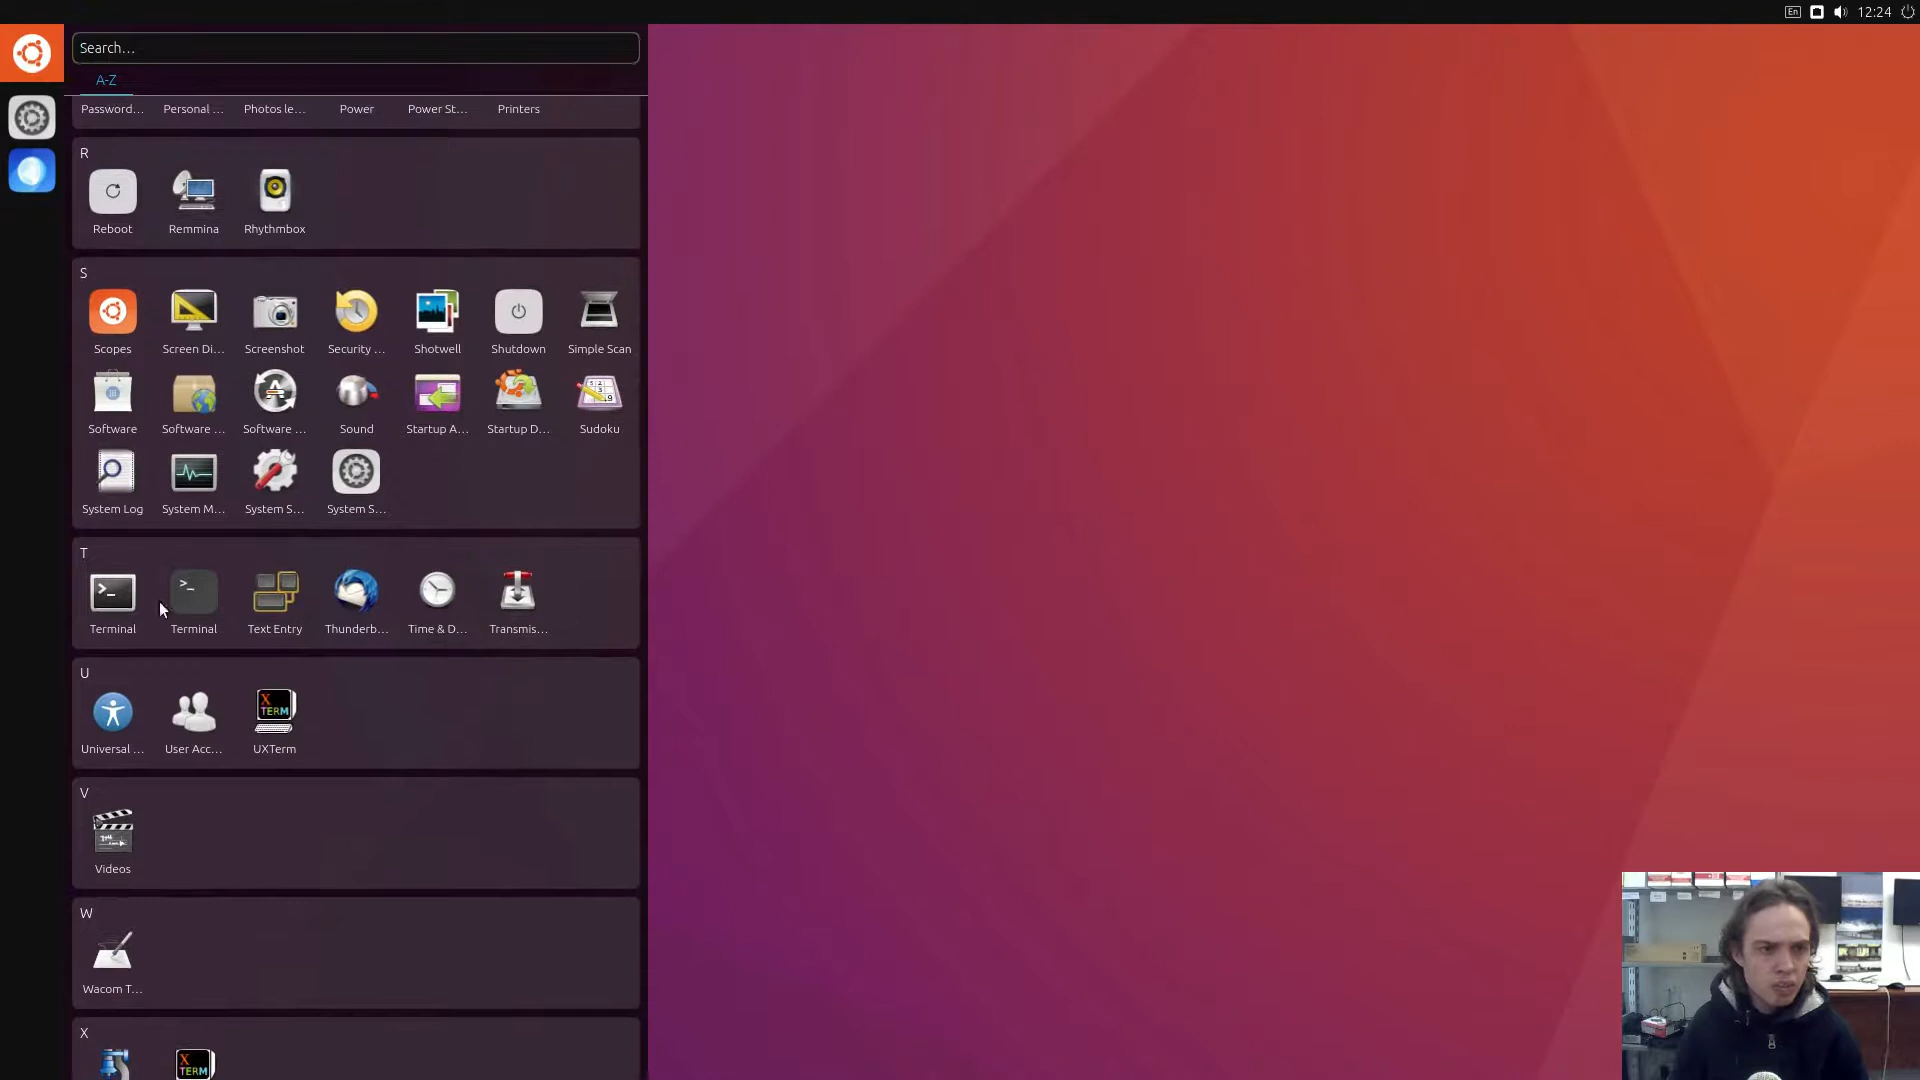 En 12:24
Search...
A-Z
Password... Personal ... Photos le... Power Power St... Printers
R
Reboot Remmina Rhythmbox
S
Scopes Screen Di... Screenshot Security ... Shotwell Shutdown Simple Scan
Software Software ... Software ... Sound Startup A... Startup D... Sudoku
System Log System M... System S... System S...
T
>_ >_
Terminal Terminal Text Entry Thunderb... Time & D... Transmis...
U
X TERM
Universal ... User Acc... UXTerm
V
Videos
W
Wacom T...
X
X TERM